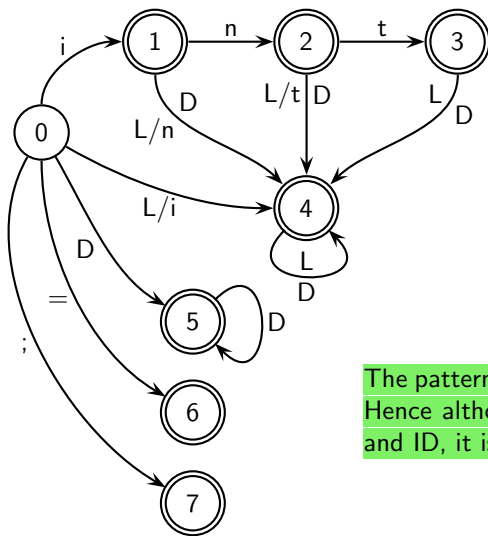 i
1
n
2
t
3
D
L/n
L/t
D
L
D
0
L/i
4
L
D
D
=
;
5
D
6
7
The pattern
Hence altho
and ID, it is